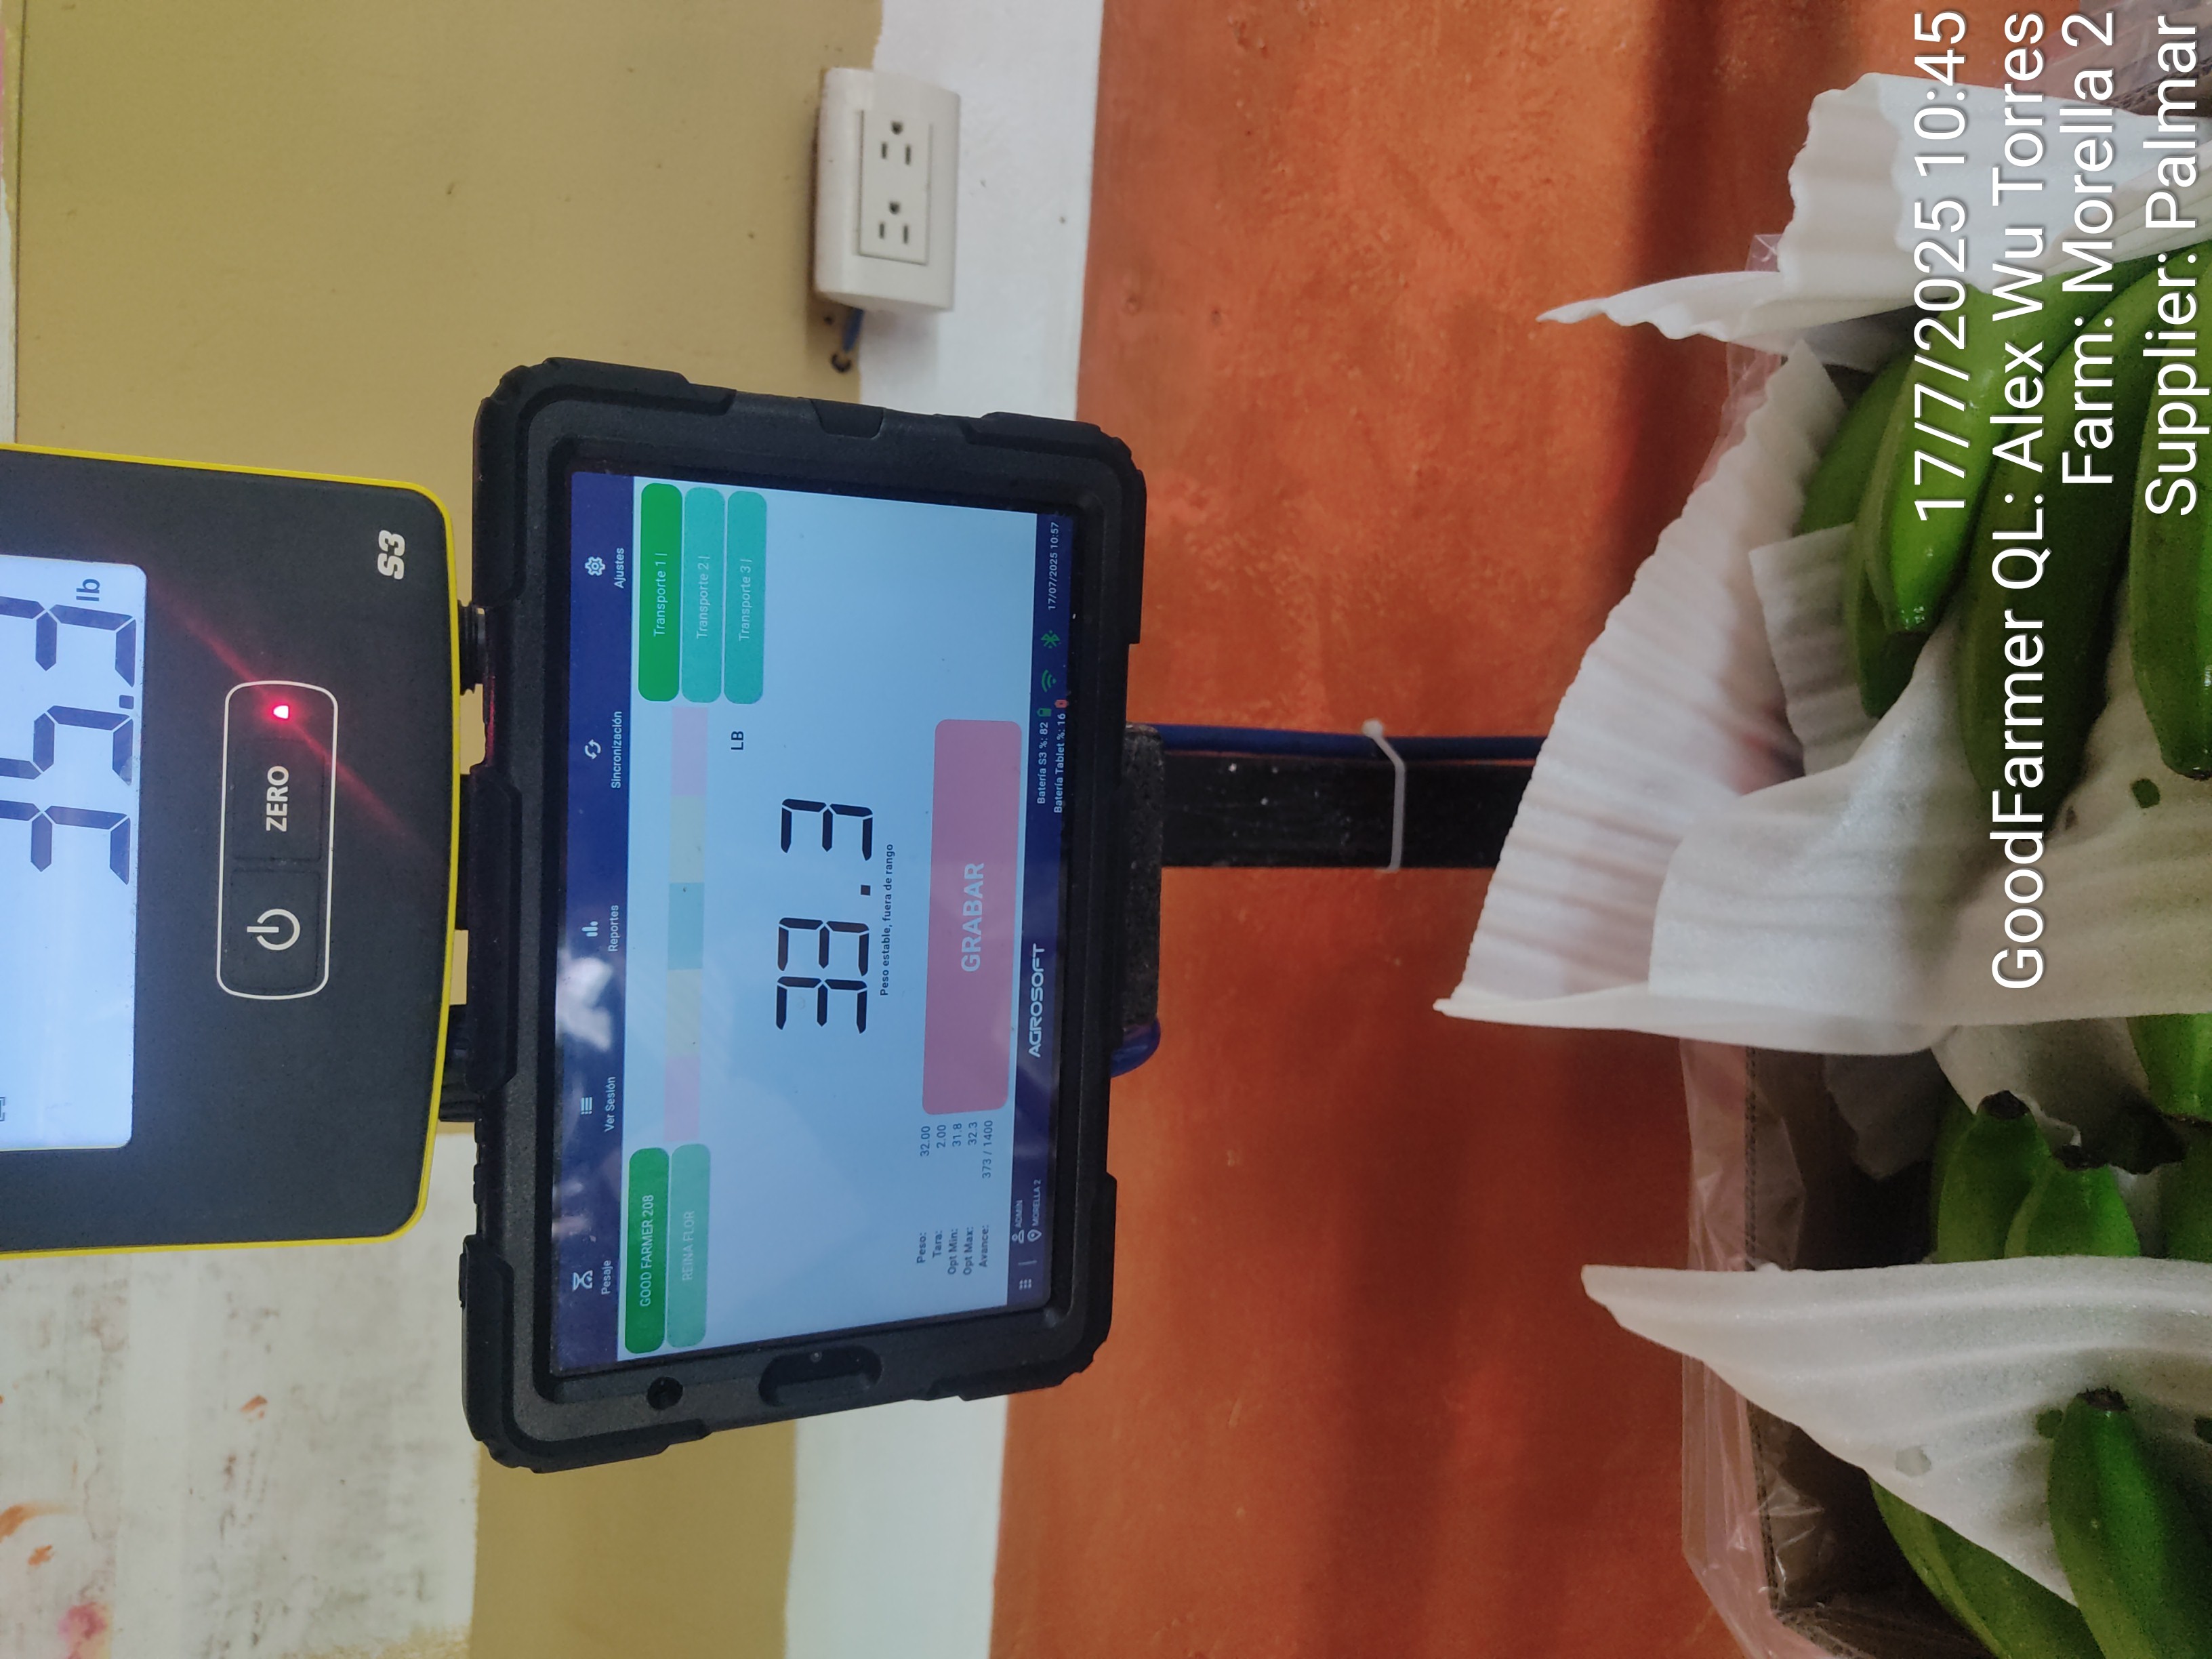 35.3
lb
ZERO
S3
Pesaje
Ver Sesión
Reportes
Sincronización
Ajustes
GOOD FARMER 208
REINA FLOR
Transporte 1 |
Transporte 2 |
Transporte 3 |
LB
33.3
Peso estable, fuera de rango
Peso: 32.00
Tara: 2.00
Opt Min: 31.8
Opt Max: 32.3
Avance: 373 / 1400
GRABAR
ADMIN
MORELLA 2
AGROSOFT
Batería S3 %: 82
Batería Tablet %: 16
17/07/2025 10:57
17/7/2025 10:45
GoodFarmer QL: Alex Wu Torres
Farm: Morella 2
Supplier: Palmar